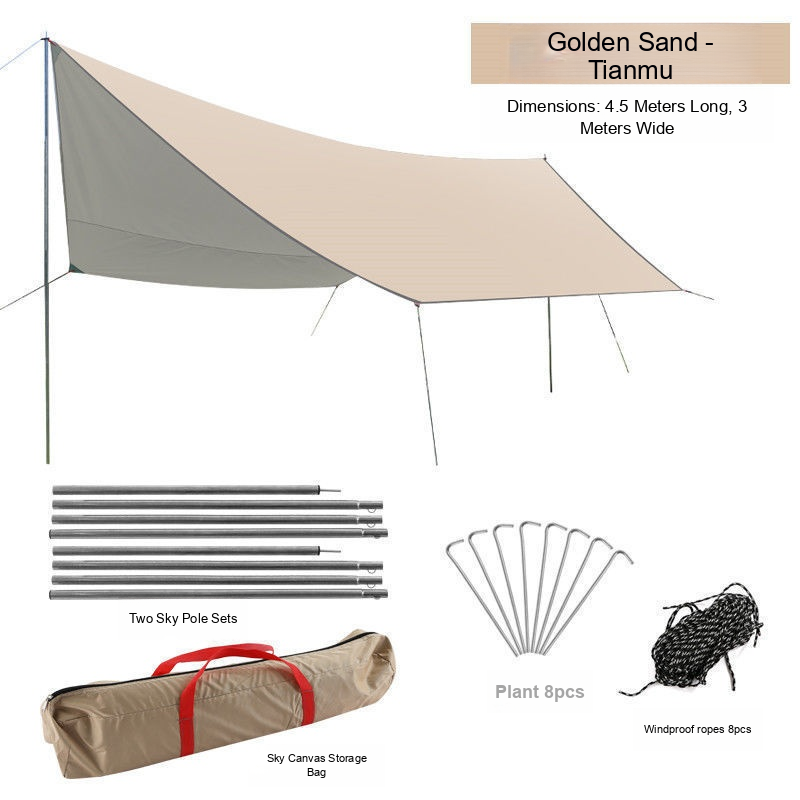 Golden Sand -
Tianmu
Dimensions: 4.5 Meters Long, 3
Meters Wide
Two Sky Pole Sets
Plant 8pcs
Windproof ropes 8pcs
Sky Canvas Storage
Bag